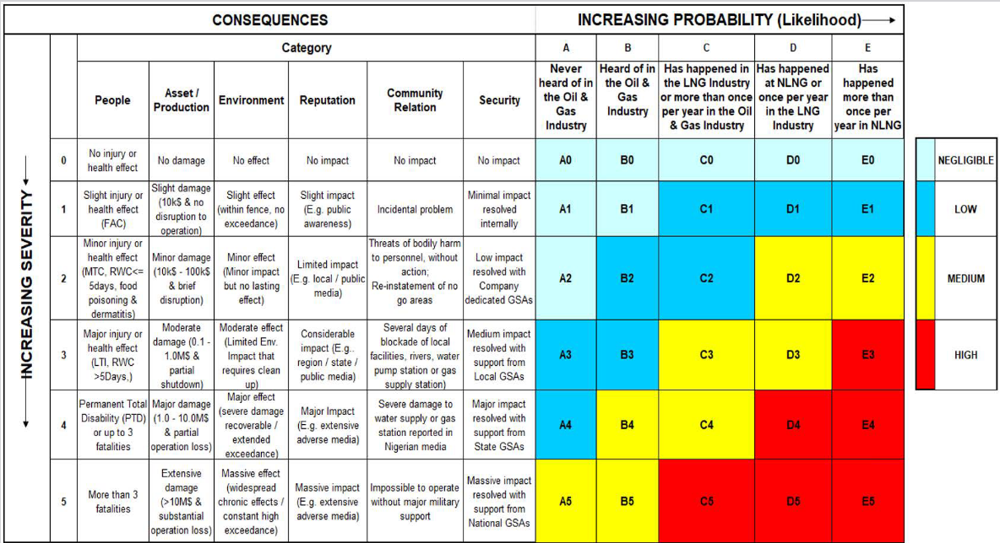 CONSEQUENCES
INCREASING PROBABILITY (Likelihood)
Category
A
B
C
D
E
People
Asset /
Production
Environment
Reputation
Community
Relation
Security
Never
heard of in
the Oil &
Gas
Industry
Heard of in
the Oil &
Gas
Industry
Has happened in
the LNG Industry
or more than once
per year in the Oil
& Gas Industry
Has happened
at NLNG or
once per year
in the LNG
Industry
Has
happened
more than
once per
year in NLNG
INCREASING SEVERITY
0
No injury or
health effect
No damage
No effect
No impact
No impact
No impact
A0
B0
C0
D0
E0
1
Slight injury or
health effect
(FAC)
Slight damage
(10k$ & no
disruption to
operation)
Slight effect
(within fence, no
exceedance)
Slight impact
(E.g. public
awareness)
Incidental problem
Minimal impact
resolved
internally
A1
B1
C1
D1
E1
2
Minor injury or
health effect
(MTC, RWC<=
5days, food
poisoning &
dermatitis)
Minor damage
(10k$ - 100k$
& brief
disruption)
Minor effect
(Minor impact
but no lasting
effect)
Limited impact
(E.g. local / public
media)
Threats of bodily harm
to personnel, without
action;
Re-instatement of no
go areas
Low impact
resolved with
Company
dedicated GSAs
A2
B2
C2
D2
E2
3
Major injury or
health effect
(LTI, RWC
>5Days,)
Moderate
damage (0.1 -
1.0M$ &
partial
shutdown)
Moderate effect
(Limited Env.
Impact that
requires clean
up)
Considerable
impact (E.g..
region / state /
public media)
Several days of
blockade of local
facilities, rivers, water
pump station or gas
supply station)
Medium impact
resolved with
support from
Local GSAs
A3
B3
C3
D3
E3
4
Permanent Total
Disability (PTD)
or up to 3
fatalities
Major damage
(1.0 - 10.0M$
& partial
operation loss)
Major effect
(severe damage
recoverable /
extended
exceedance)
Major Impact
(E.g. extensive
adverse media)
Severe damage to
water supply or gas
station reported in
Nigerian media
Major impact
resolved with
support from
State GSAs
A4
B4
C4
D4
E4
5
More than 3
fatalities
Extensive
damage
(>10M$ &
substantial
operation loss)
Massive effect
(widespread
chronic effects /
constant high
exceedance)
Massive impact
(E.g. extensive
adverse media)
Impossible to operate
without major military
support
Massive impact
resolved with
support from
National GSAs
A5
B5
C5
D5
E5
NEGLIGIBLE
LOW
MEDIUM
HIGH